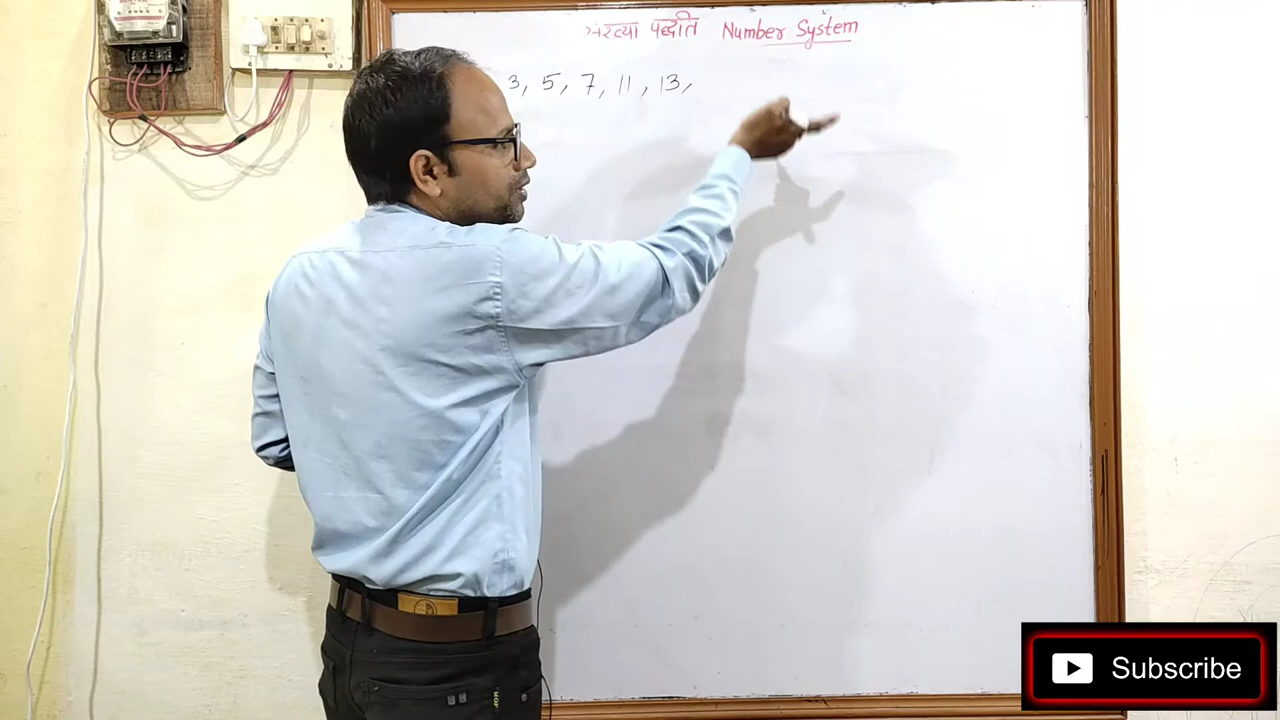 संख्या पद्धति Number System
3, 5, 7, 11, 13,
Subscribe